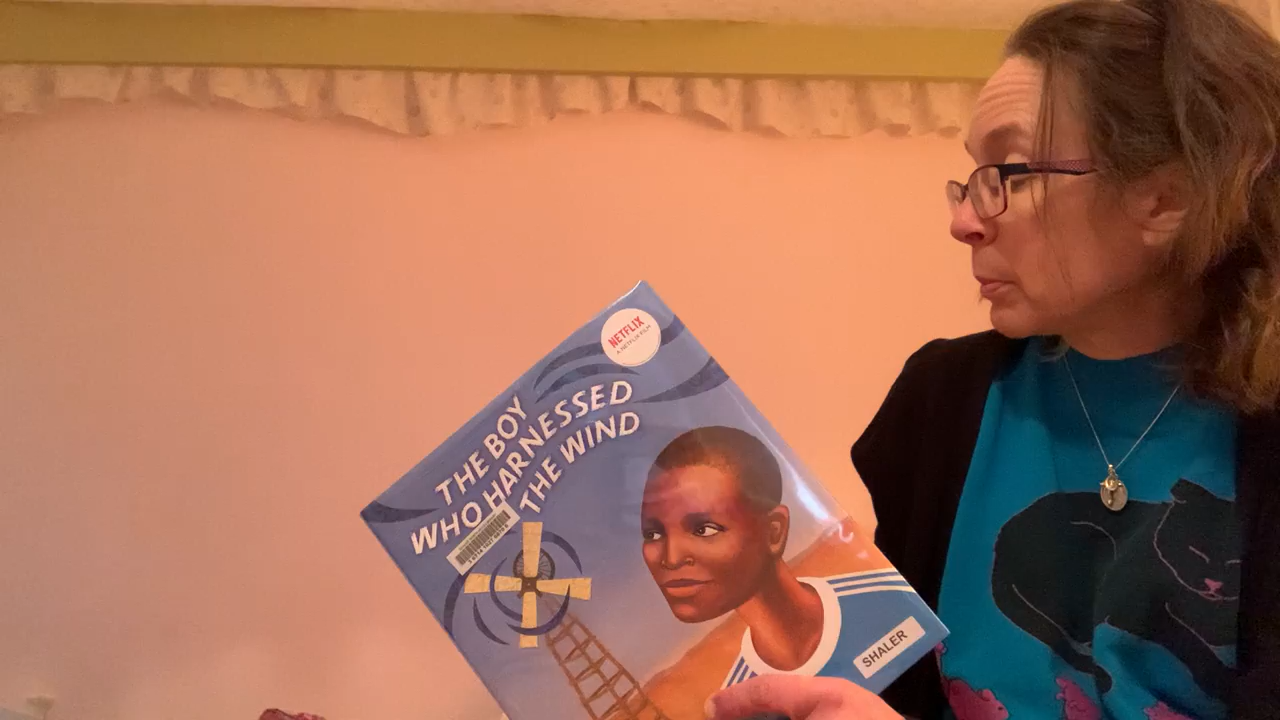 NETFLIX
A NETFLIX FILM
THE BOY
WHO HARNESSED
THE WIND
SHALER